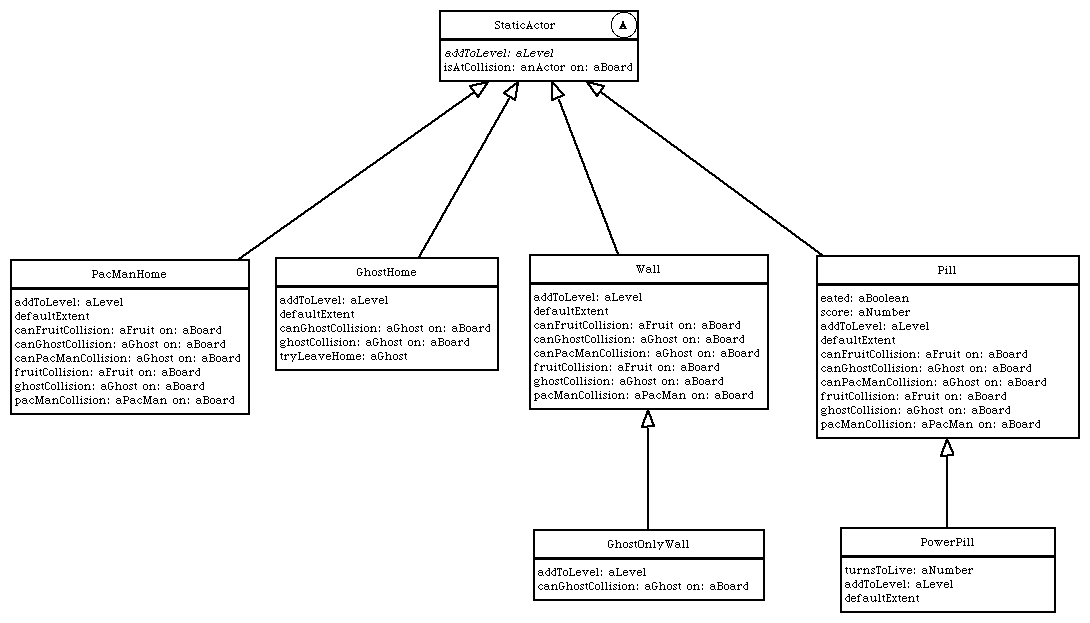 StaticActor
A
addToLevel: aLevel
isAtCollision: anActor on: aBoard
PacManHome
addToLevel: aLevel
defaultExtent
canFruitCollision: aFruit on: aBoard
canGhostCollision: aGhost on: aBoard
canPacManCollision: aGhost on: aBoard
fruitCollision: aFruit on: aBoard
ghostCollision: aGhost on: aBoard
pacManCollision: aPacMan on: aBoard
GhostHome
addToLevel: aLevel
defaultExtent
canGhostCollision: aGhost on: aBoard
ghostCollision: aGhost on: aBoard
tryLeaveHome: aGhost
Wall
addToLevel: aLevel
defaultExtent
canFruitCollision: aFruit on: aBoard
canGhostCollision: aGhost on: aBoard
canPacManCollision: aGhost on: aBoard
fruitCollision: aFruit on: aBoard
ghostCollision: aGhost on: aBoard
pacManCollision: aPacMan on: aBoard
Pill
eated: aBoolean
score: aNumber
addToLevel: aLevel
defaultExtent
canFruitCollision: aFruit on: aBoard
canGhostCollision: aGhost on: aBoard
canPacManCollision: aGhost on: aBoard
fruitCollision: aFruit on: aBoard
ghostCollision: aGhost on: aBoard
pacManCollision: aPacMan on: aBoard
GhostOnlyWall
addToLevel: aLevel
canGhostCollision: aGhost on: aBoard
PowerPill
turnsToLive: aNumber
addToLevel: aLevel
defaultExtent